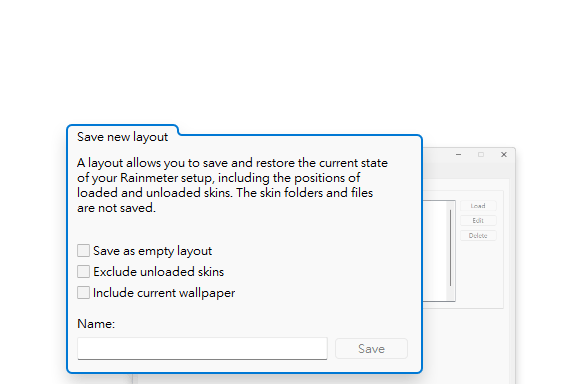 Save new layout
A layout allows you to save and restore the current state
of your Rainmeter setup, including the positions of
loaded and unloaded skins. The skin folders and files
are not saved.
Save as empty layout
Exclude unloaded skins
Include current wallpaper
Name:
Save
Load
Edit
Delete